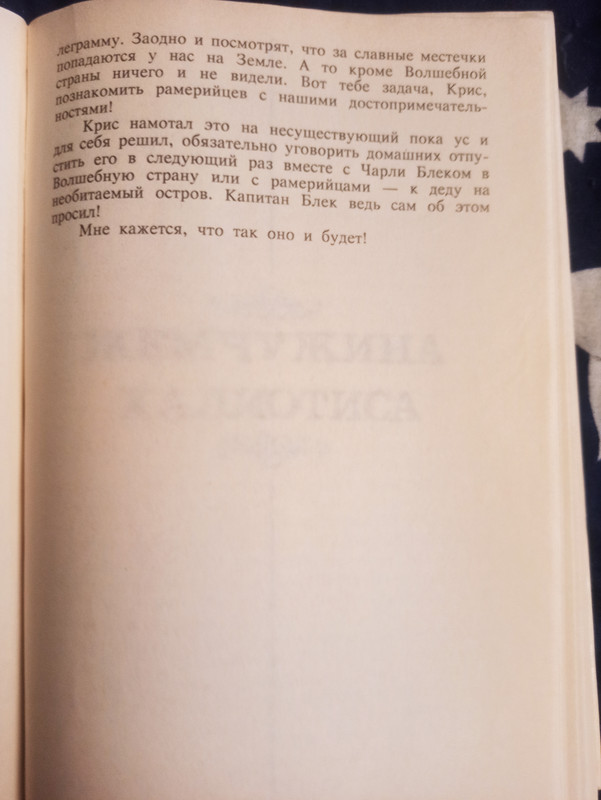 леграмму. Заодно и посмотрят, что за славные местечки
попадаются у нас на Земле. А то кроме Волшебной
страны ничего и не видели. Вот тебе задача, Крис,
познакомить рамерийцев с нашими достопримечатель-
ностями!
Крис намотал это на несуществующий пока ус и
для себя решил, обязательно уговорить домашних отпу-
стить его в следующий раз вместе с Чарли Блеком в
Волшебную страну или с рамерийцами — к деду на
необитаемый остров. Капитан Блек ведь сам об этом
просил!
Мне кажется, что так оно и будет!